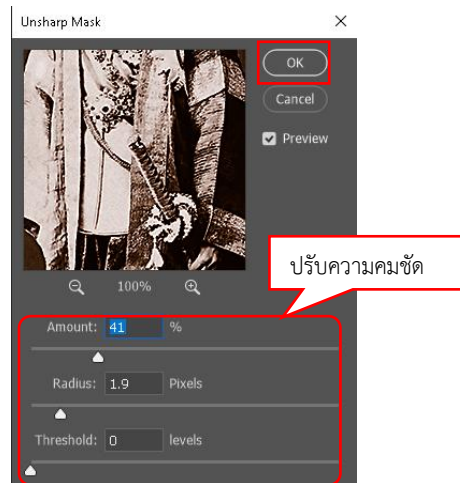 Unsharp Mask
OK
Cancel
Preview
100%
ปรับความคมชัด
Amount: 41 %
Radius: 1.9 Pixels
Threshold: 0 levels